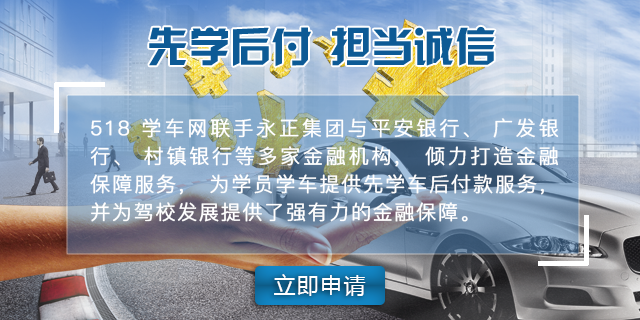 先学后付 担当诚信
518 学车网联手永正集团与平安银行、 广发银
行、 村镇银行等多家金融机构， 倾力打造金融
保障服务， 为学员学车提供先学车后付款服务，
并为驾校发展提供了强有力的金融保障。
立即申请